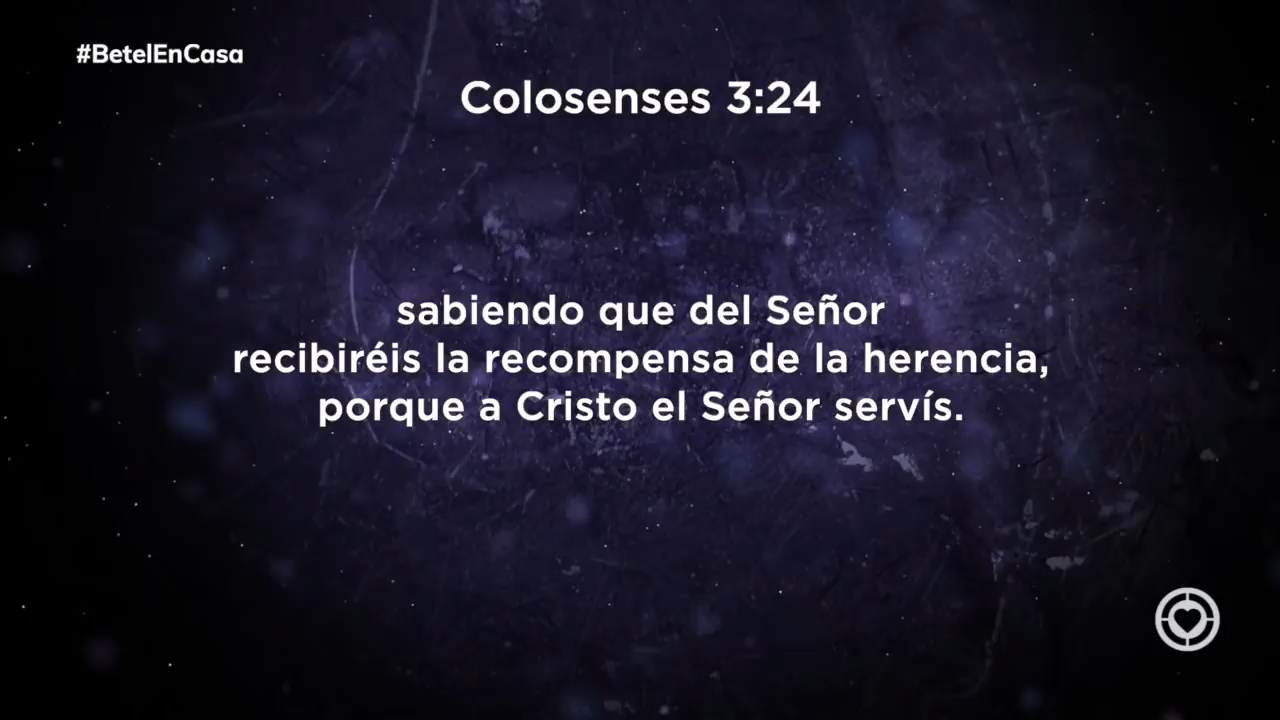 #BetelEnCasa
Colosenses 3:24
sabiendo que del Señor
recibiréis la recompensa de la herencia,
porque a Cristo el Señor servís.